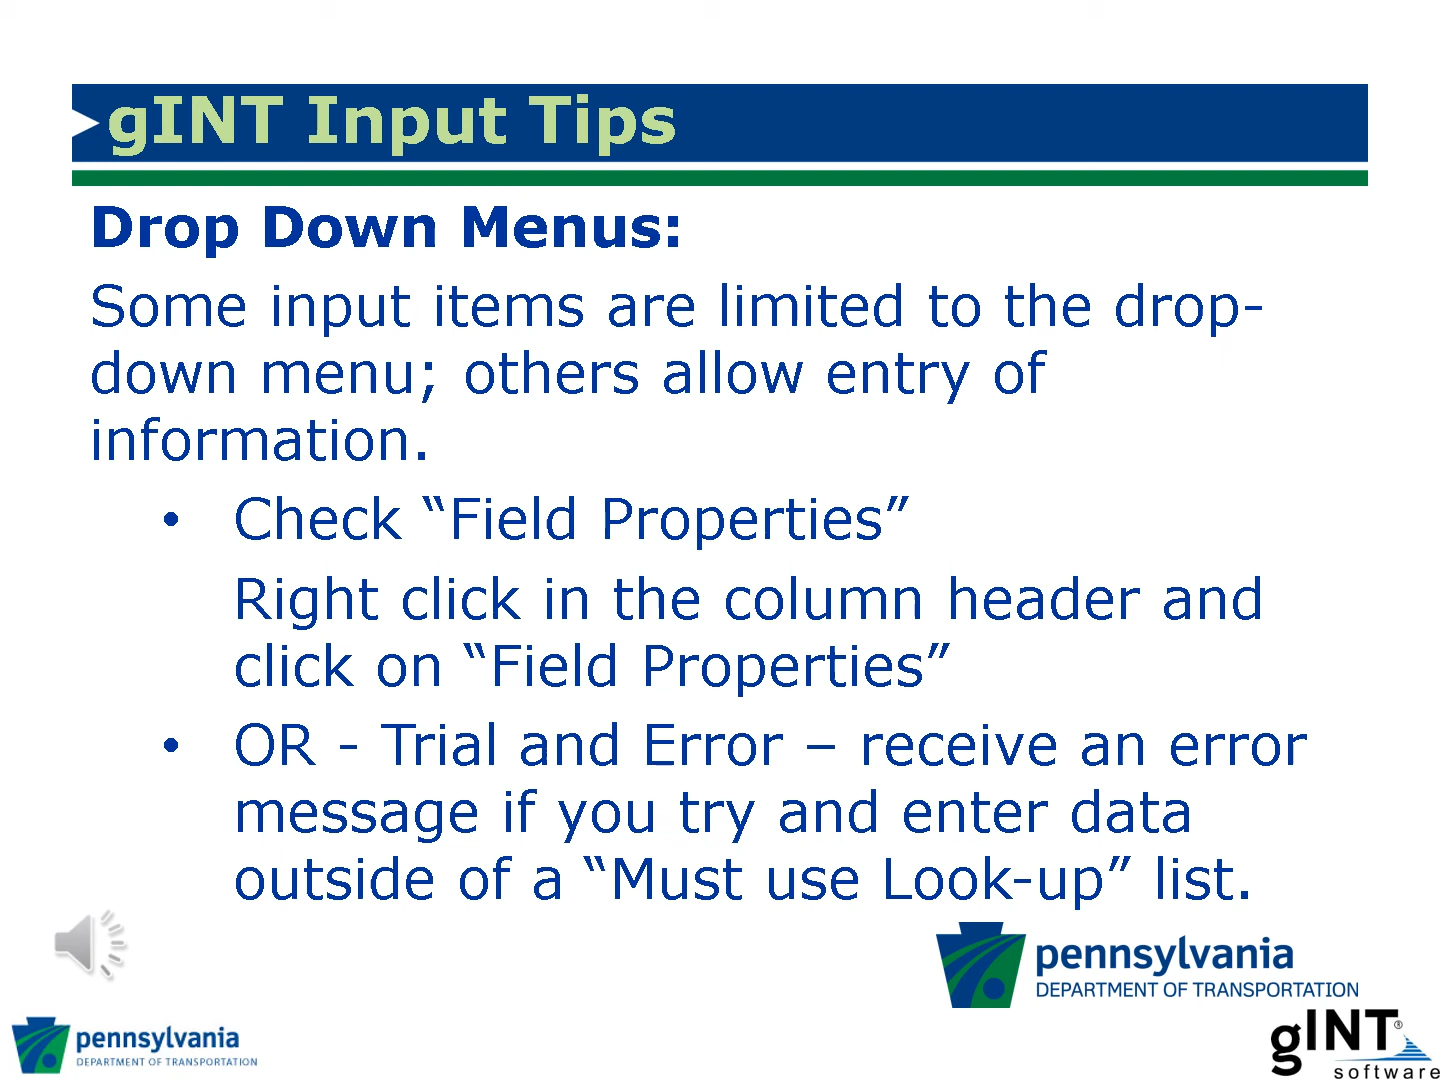 gINT Input Tips
Drop Down Menus:
Some input items are limited to the drop-
down menu; others allow entry of
information.
• Check “Field Properties”
Right click in the column header and
click on “Field Properties”
• OR - Trial and Error – receive an error
message if you try and enter data
outside of a “Must use Look-up” list.
pennsylvania
DEPARTMENT OF TRANSPORTATION
pennsylvania
DEPARTMENT OF TRANSPORTATION
gINT®
software